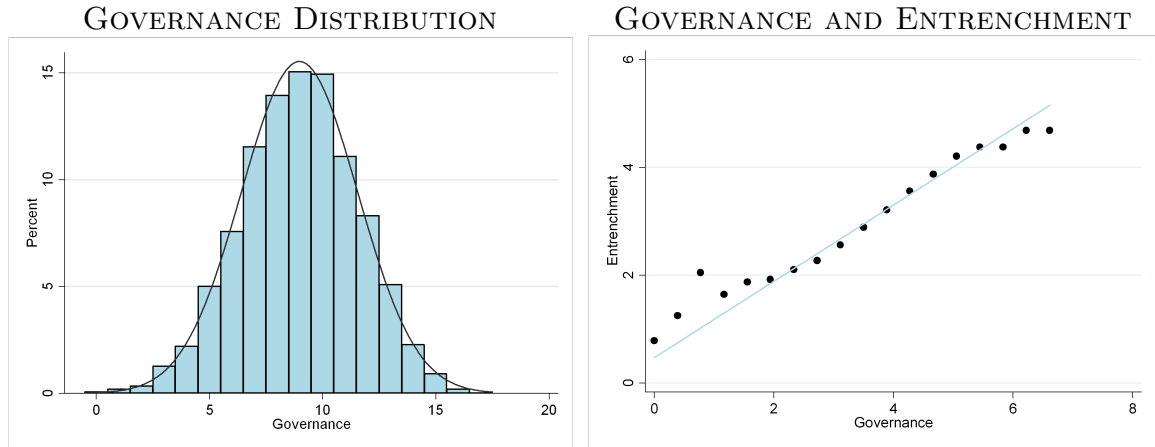 GOVERNANCE DISTRIBUTION
15
10
5
0
Percent
0 5 10 15 20
Governance
GOVERNANCE AND ENTRENCHMENT
6
4
2
0
Entrenchment
0 2 4 6 8
Governance